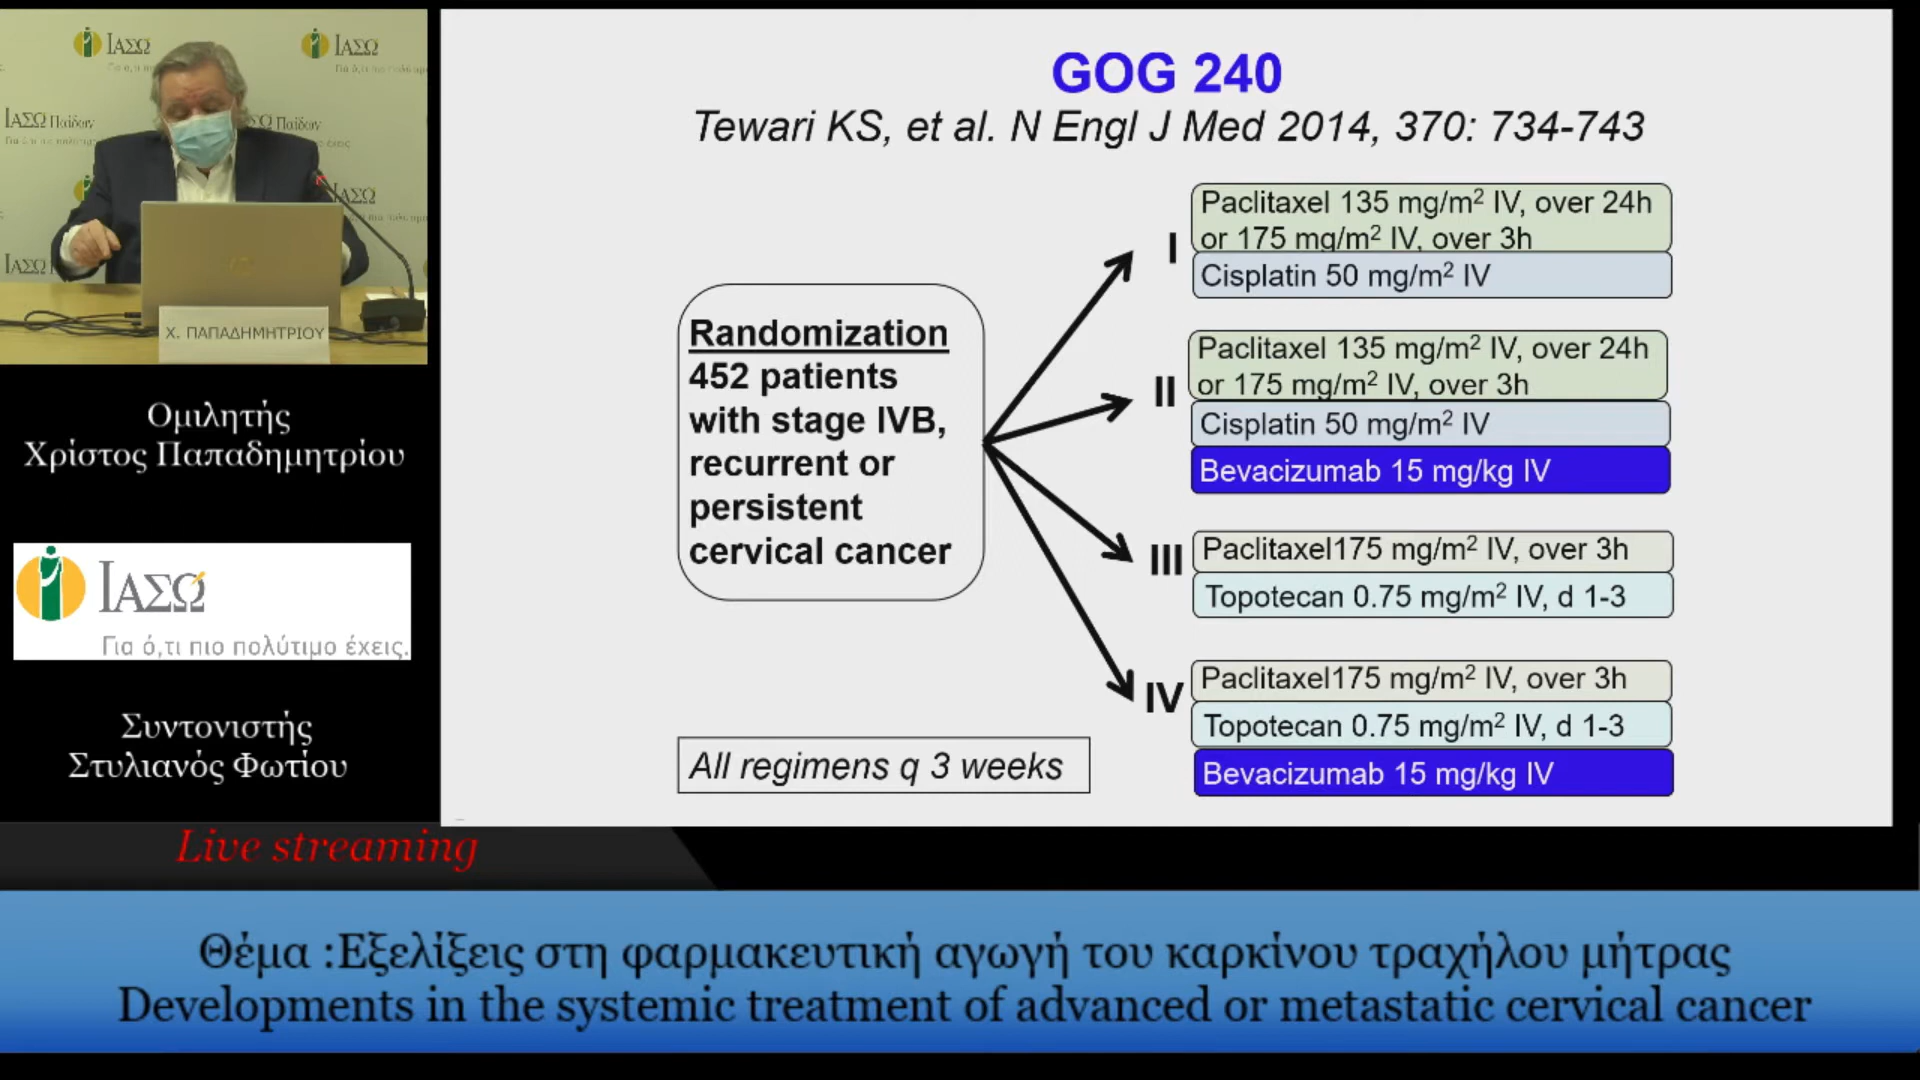 ΙΑΣΩ
ΙΑΣΩ
ΙΑΣΩ Παίδων
ΙΑΣΩ
Χ. ΠΑΠΑΔΗΜΗΤΡΙΟΥ
Ομιλητής
Χρίστος Παπαδημητρίου
ΙΑΣΩ
Για ό,τι πιο πολύτιμο έχεις.
Συντονιστής
Στυλιανός Φωτίου
GOG 240
Tewari KS, et al. N Engl J Med 2014, 370: 734-743
Randomization
452 patients
with stage IVB,
recurrent or
persistent
cervical cancer
All regimens q 3 weeks
I
Paclitaxel 135 mg/m² IV, over 24h
or 175 mg/m² IV, over 3h
Cisplatin 50 mg/m² IV
II
Paclitaxel 135 mg/m² IV, over 24h
or 175 mg/m² IV, over 3h
Cisplatin 50 mg/m² IV
Bevacizumab 15 mg/kg IV
III
Paclitaxel175 mg/m² IV, over 3h
Topotecan 0.75 mg/m² IV, d 1-3
IV
Paclitaxel175 mg/m² IV, over 3h
Topotecan 0.75 mg/m² IV, d 1-3
Bevacizumab 15 mg/kg IV
Live streaming
Θέμα :Εξελίξεις στη φαρμακευτική αγωγή του καρκίνου τραχήλου μήτρας
Developments in the systemic treatment of advanced or metastatic cervical cancer